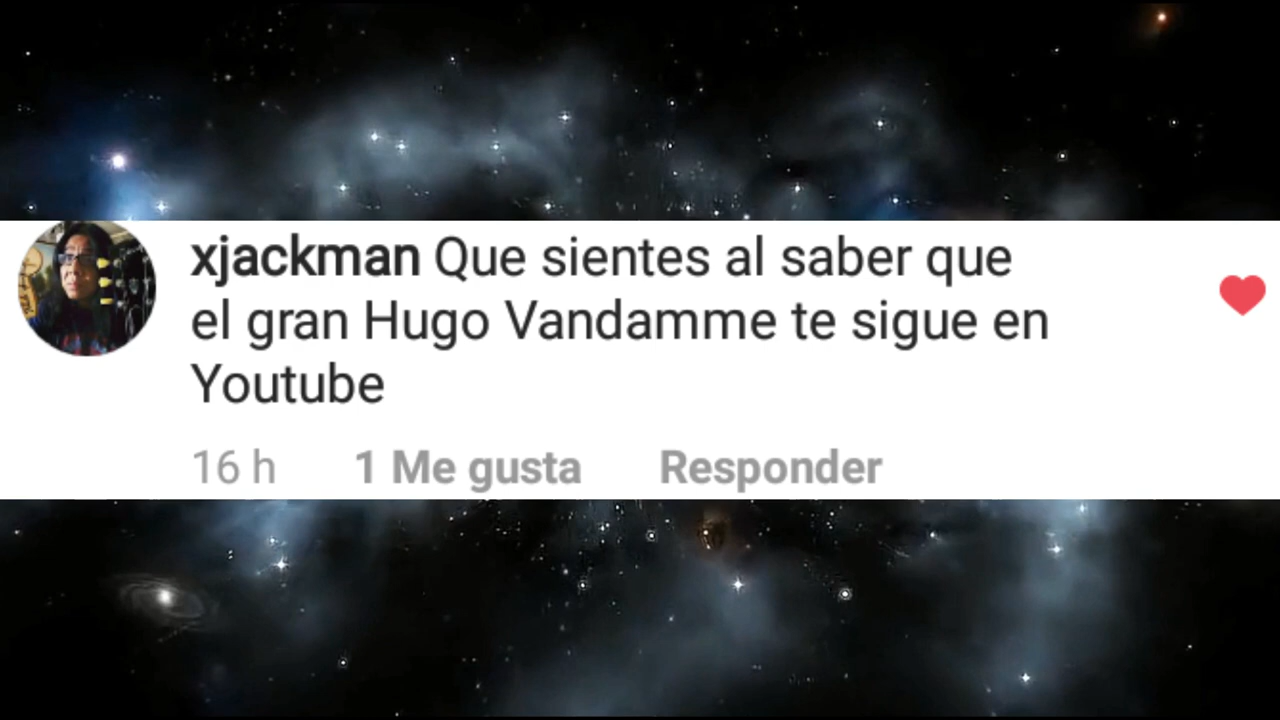 xjackman Que sientes al saber que
el gran Hugo Vandamme te sigue en
Youtube
16 h 1 Me gusta Responder